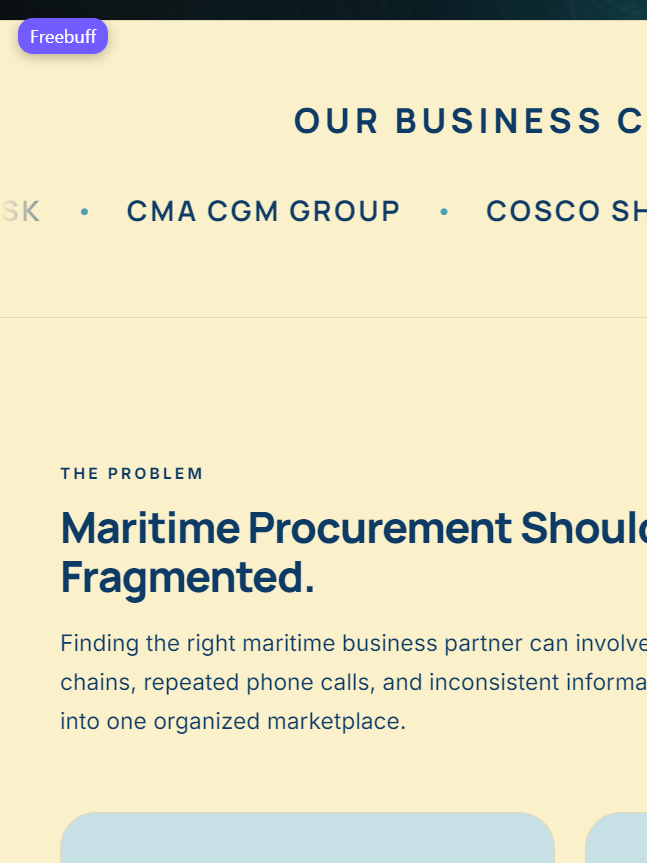 Freebuff
OUR BUSINESS C
SK • CMA CGM GROUP • COSCO SH
THE PROBLEM
Maritime Procurement Should
Fragmented.
Finding the right maritime business partner can involve
chains, repeated phone calls, and inconsistent informa
into one organized marketplace.